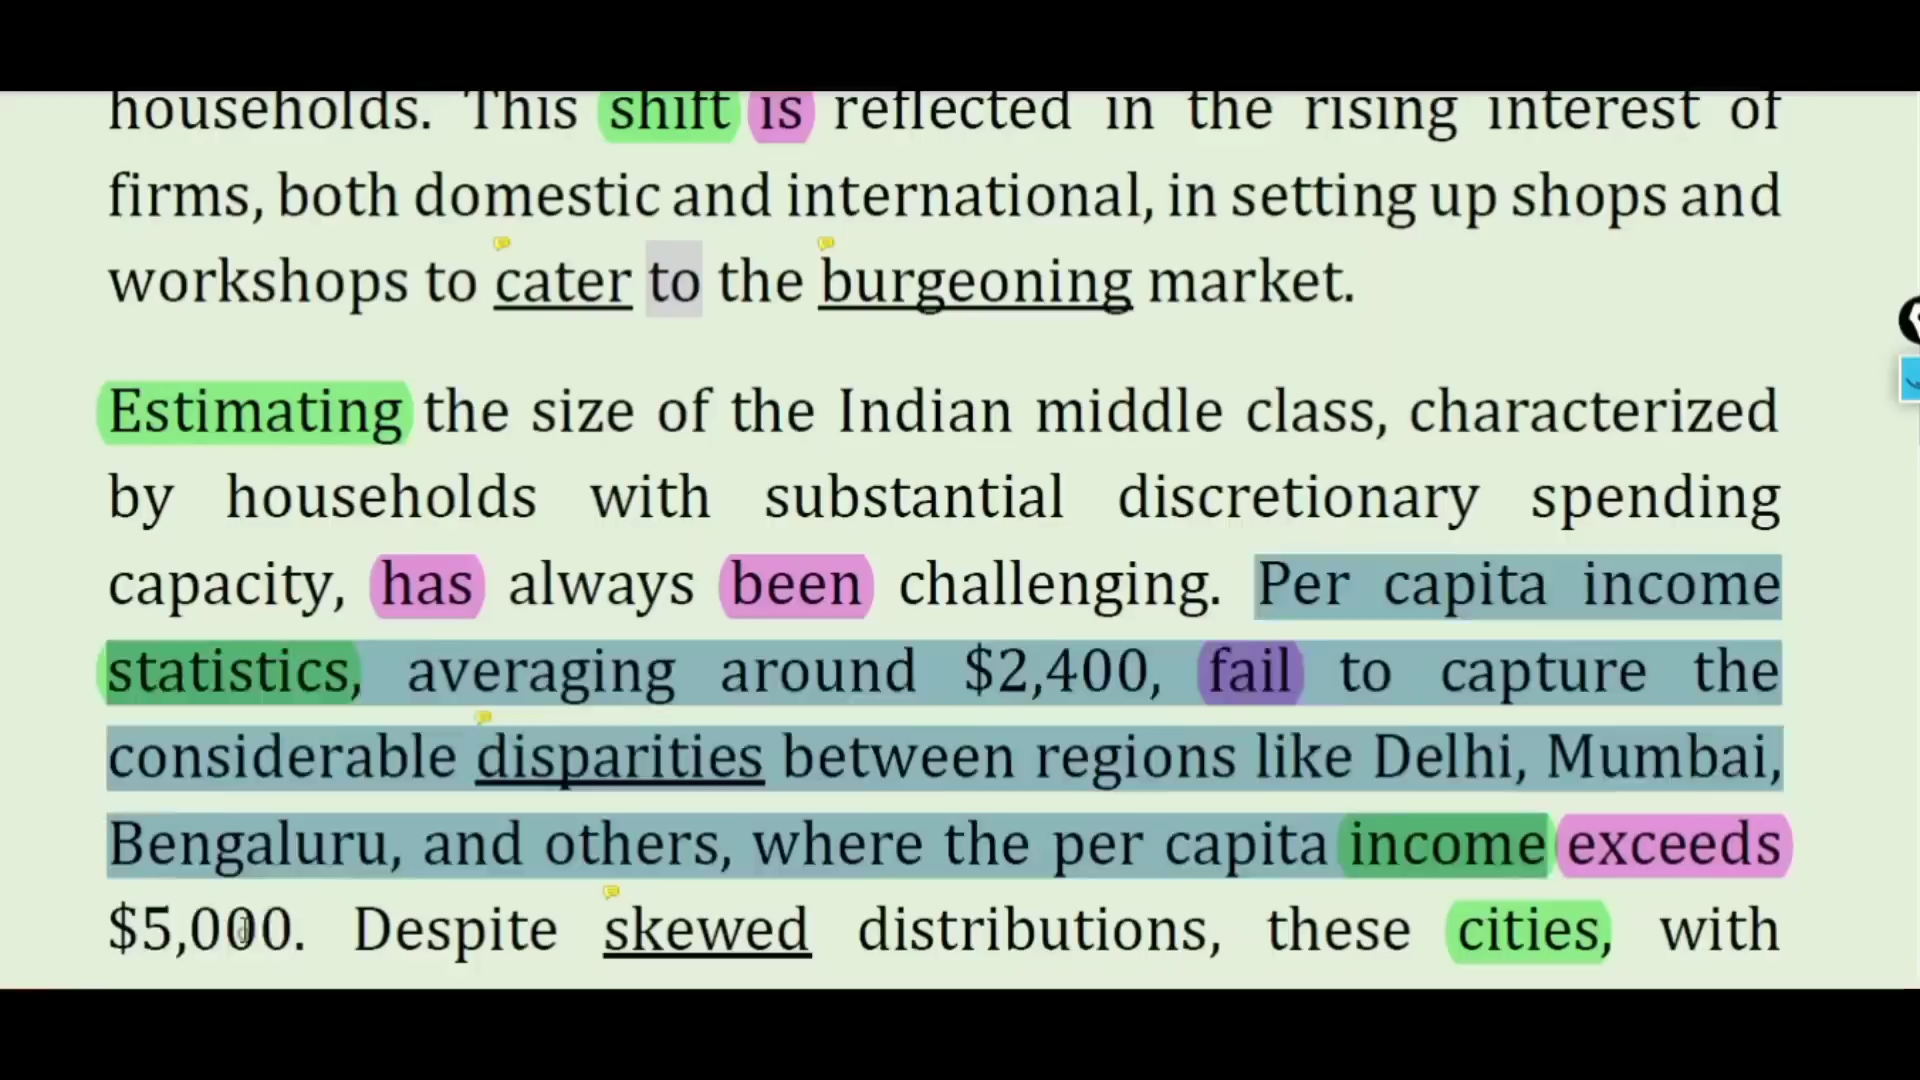 households. This shift is reflected in the rising interest of
firms, both domestic and international, in setting up shops and
workshops to cater to the burgeoning market.
Estimating the size of the Indian middle class, characterized
by households with substantial discretionary spending
capacity, has always been challenging. Per capita income
statistics, averaging around $2,400, fail to capture the
considerable disparities between regions like Delhi, Mumbai,
Bengaluru, and others, where the per capita income exceeds
$5,000. Despite skewed distributions, these cities, with